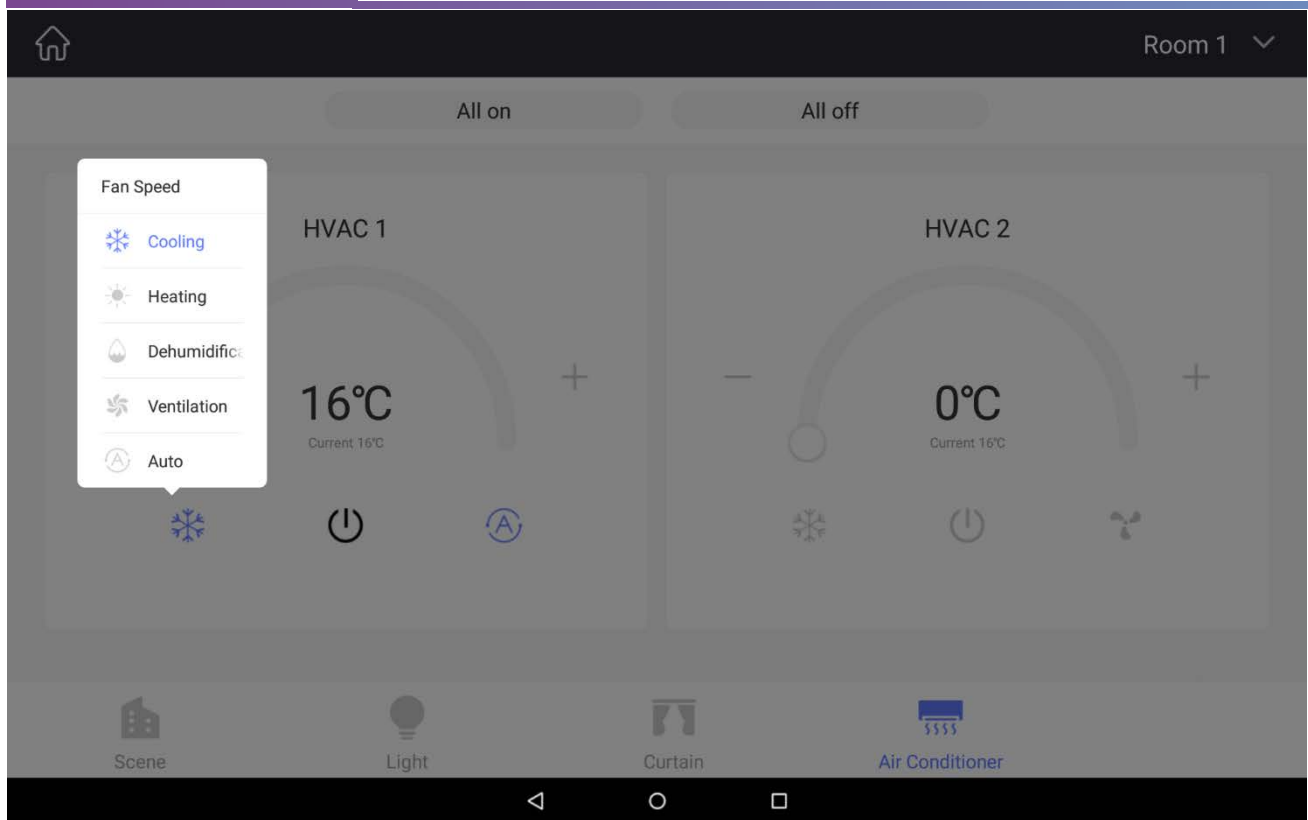 Room 1
All on
All off
Fan Speed
Cooling
Heating
Dehumidifica
Ventilation
Auto
HVAC 1
16°C
Current 16°C
HVAC 2
0°C
Current 16°C
A
Scene
Light
Curtain
Air Conditioner